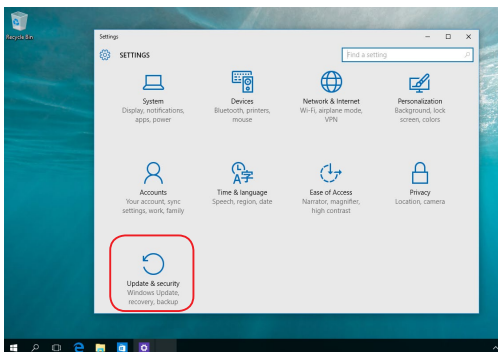 Recycle Bin
Settings
SETTINGS
Find a setting
System
Display, notifications,
apps, power
Devices
Bluetooth, printers,
mouse
Network & Internet
Wi-Fi, airplane mode,
VPN
Personalization
Background, lock
screen, colors
Accounts
Your account, sync
settings, work, family
Time & language
Speech, region, date
Ease of Access
Narrator, magnifier,
high contrast
Privacy
Location, camera
Update & security
Windows Update,
recovery, backup